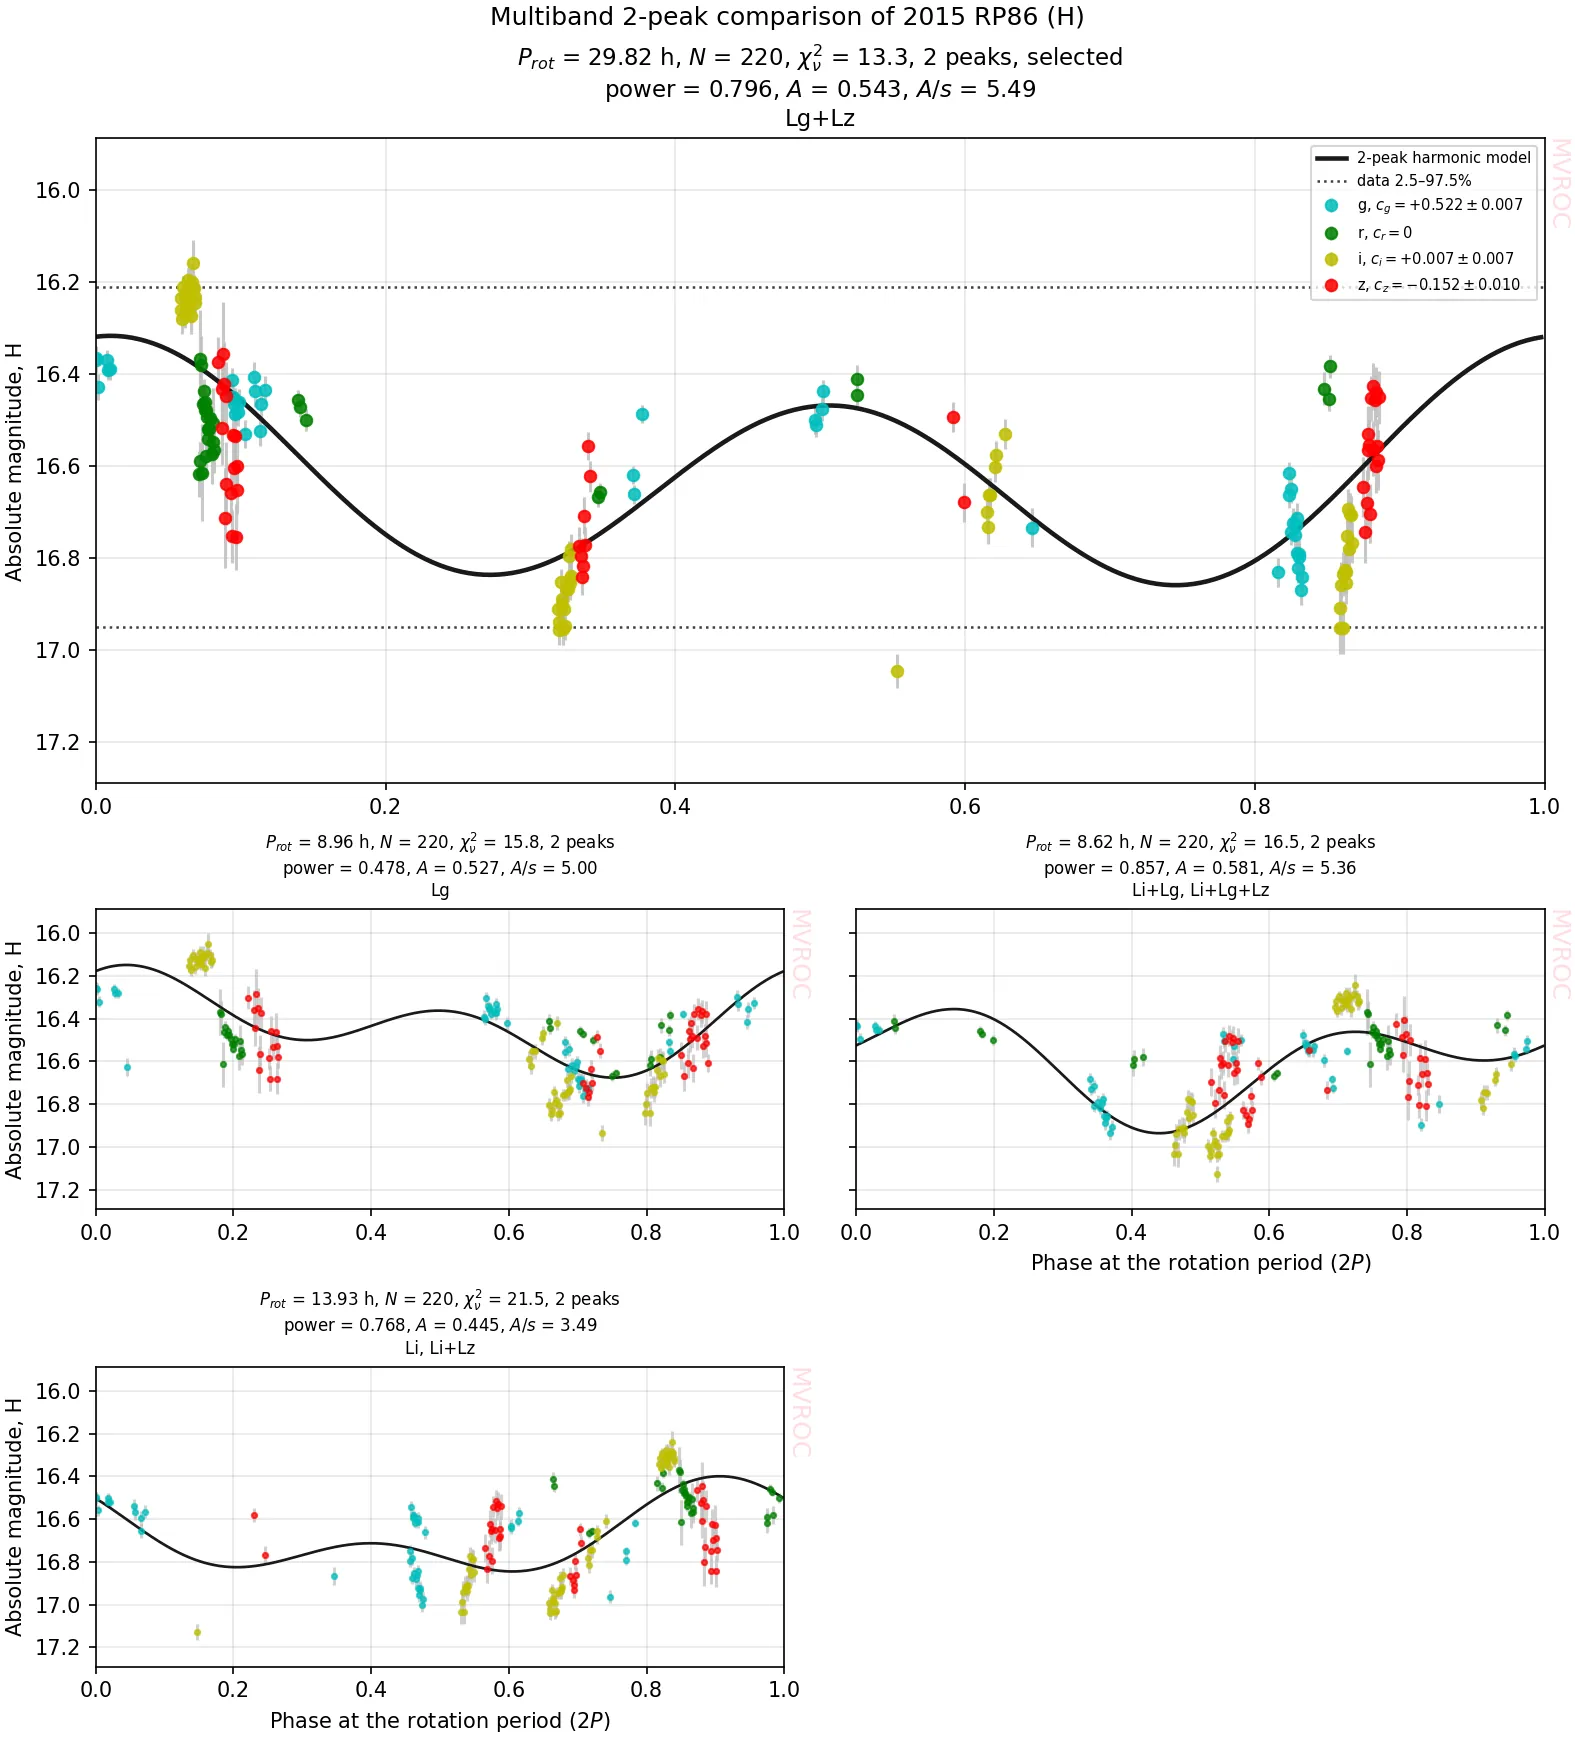 Multiband 2-peak comparison of 2015 RP86 (H)
P_rot = 29.82 h, N = 220, χ²_ν = 13.3, 2 peaks, selected
power = 0.796, A = 0.543, A/s = 5.49
Lg+Lz
2-peak harmonic model
data 2.5–97.5%
g, c_g = +0.522 ± 0.007
r, c_r = 0
i, c_i = +0.007 ± 0.007
z, c_z = −0.152 ± 0.010
MVROC
Absolute magnitude, H
16.0
16.2
16.4
16.6
16.8
17.0
17.2
0.0 0.2 0.4 0.6 0.8 1.0
P_rot = 8.96 h, N = 220, χ²_ν = 15.8, 2 peaks
power = 0.478, A = 0.527, A/s = 5.00
Lg
MVROC
Absolute magnitude, H
16.0
16.2
16.4
16.6
16.8
17.0
17.2
0.0 0.2 0.4 0.6 0.8 1.0
P_rot = 8.62 h, N = 220, χ²_ν = 16.5, 2 peaks
power = 0.857, A = 0.581, A/s = 5.36
Li+Lg, Li+Lg+Lz
MVROC
0.0 0.2 0.4 0.6 0.8 1.0
Phase at the rotation period (2P)
P_rot = 13.93 h, N = 220, χ²_ν = 21.5, 2 peaks
power = 0.768, A = 0.445, A/s = 3.49
Li, Li+Lz
MVROC
Absolute magnitude, H
16.0
16.2
16.4
16.6
16.8
17.0
17.2
0.0 0.2 0.4 0.6 0.8 1.0
Phase at the rotation period (2P)